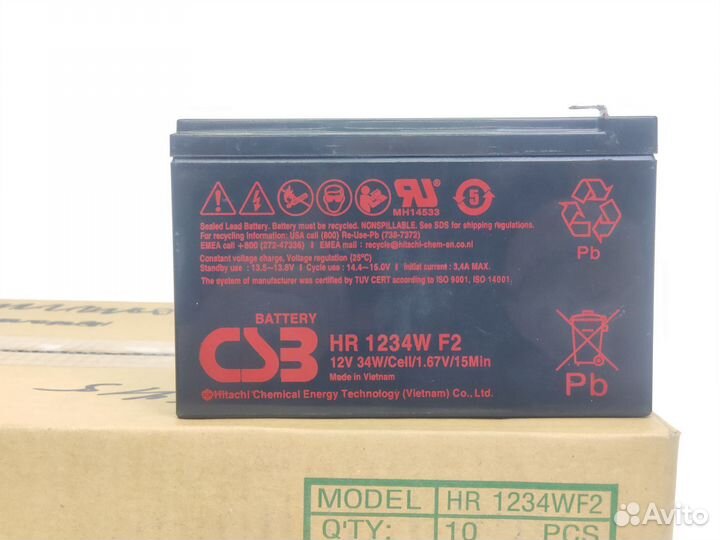 MH14533
5
Sealed Lead Battery. Battery must be recycled. NONSPILLABLE. See SDS for shipping regulations.
For recycling information: USA call (800) Re-Use-Pb (738-7372)
EMEA call +800 (272-47336) I EMEA mail : recycle@hitachi-chem-en.co.nl
Constant voltage charge, Voltage regulation (25°C)
Standby use : 13.5~13.8V I Cycle use : 14.4~15.0V I Initial current : 3,4A MAX.
The system of manufacturer was certified by TUV CERT according to ISO 9001, ISO 14001.
Pb
BATTERY
CSB
HR 1234W F2
12V 34W/Cell/1.67V/15Min
Made in Vietnam
Hitachi Chemical Energy Technology (Vietnam) Co., Ltd.
Pb
MODEL HR 1234WF2
Q'TY: 10 PCS
Avito